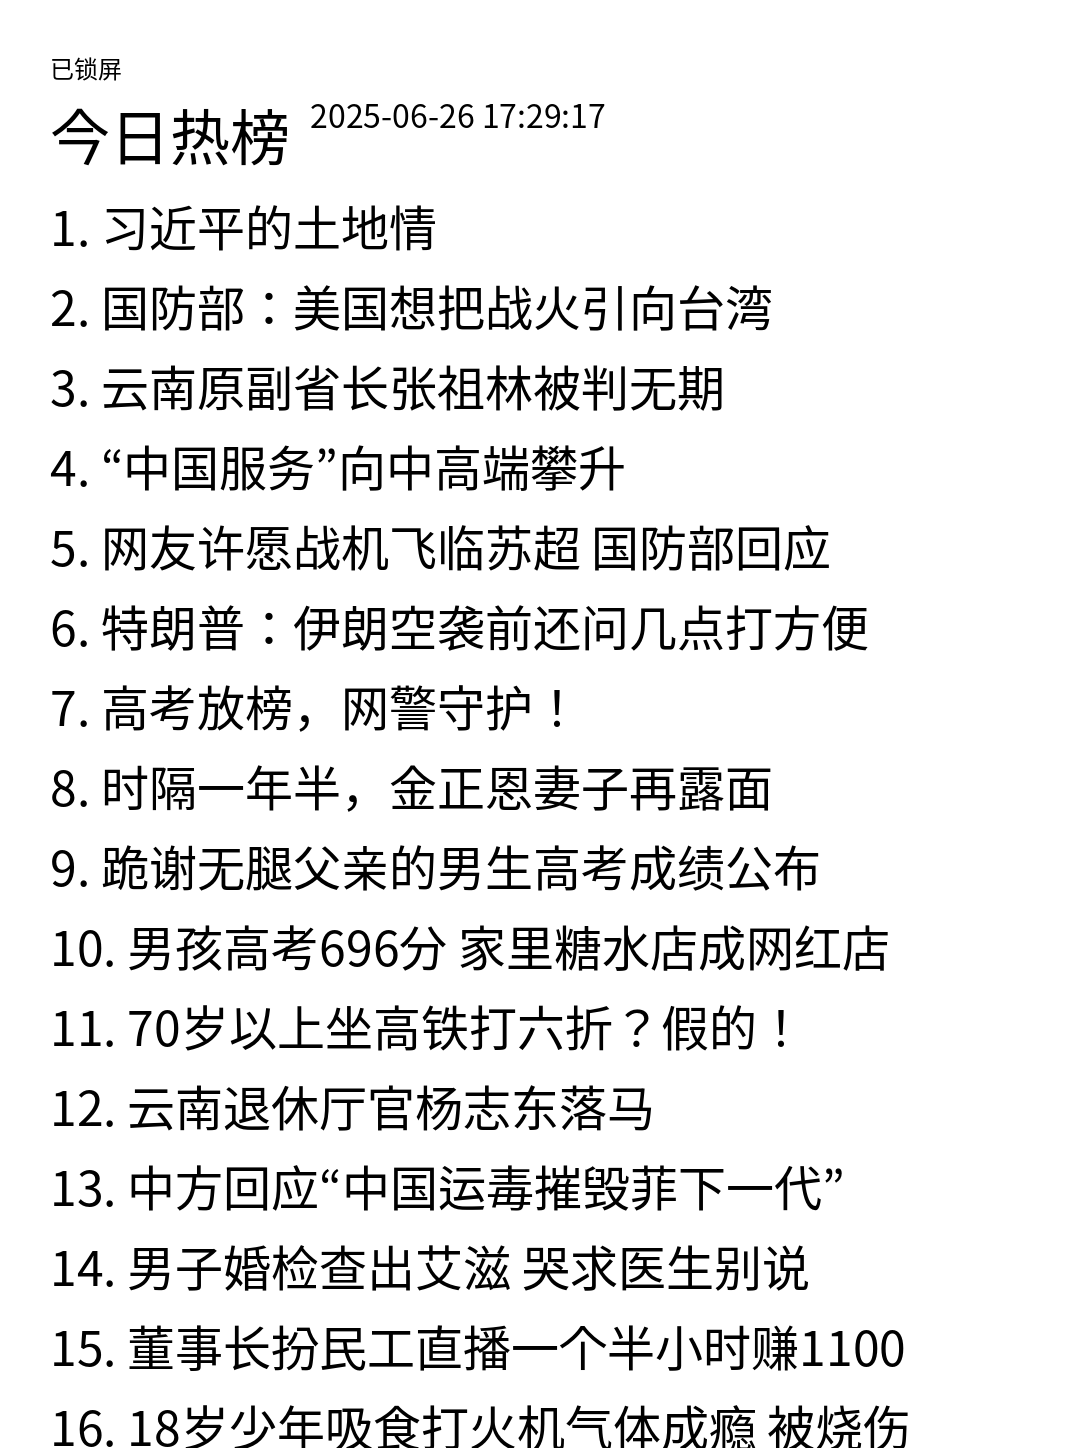 已锁屏
今日热榜 2025-06-26 17:29:17
1. 习近平的土地情
2. 国防部：美国想把战火引向台湾
3. 云南原副省长张祖林被判无期
4. “中国服务”向中高端攀升
5. 网友许愿战机飞临苏超 国防部回应
6. 特朗普：伊朗空袭前还问几点打方便
7. 高考放榜，网警守护！
8. 时隔一年半，金正恩妻子再露面
9. 跪谢无腿父亲的男生高考成绩公布
10. 男孩高考696分 家里糖水店成网红店
11. 70岁以上坐高铁打六折？假的！
12. 云南退休厅官杨志东落马
13. 中方回应“中国运毒摧毁菲下一代”
14. 男子婚检查出艾滋 哭求医生别说
15. 董事长扮民工直播一个半小时赚1100
16. 18岁少年吸食打火机气体成瘾 被烧伤